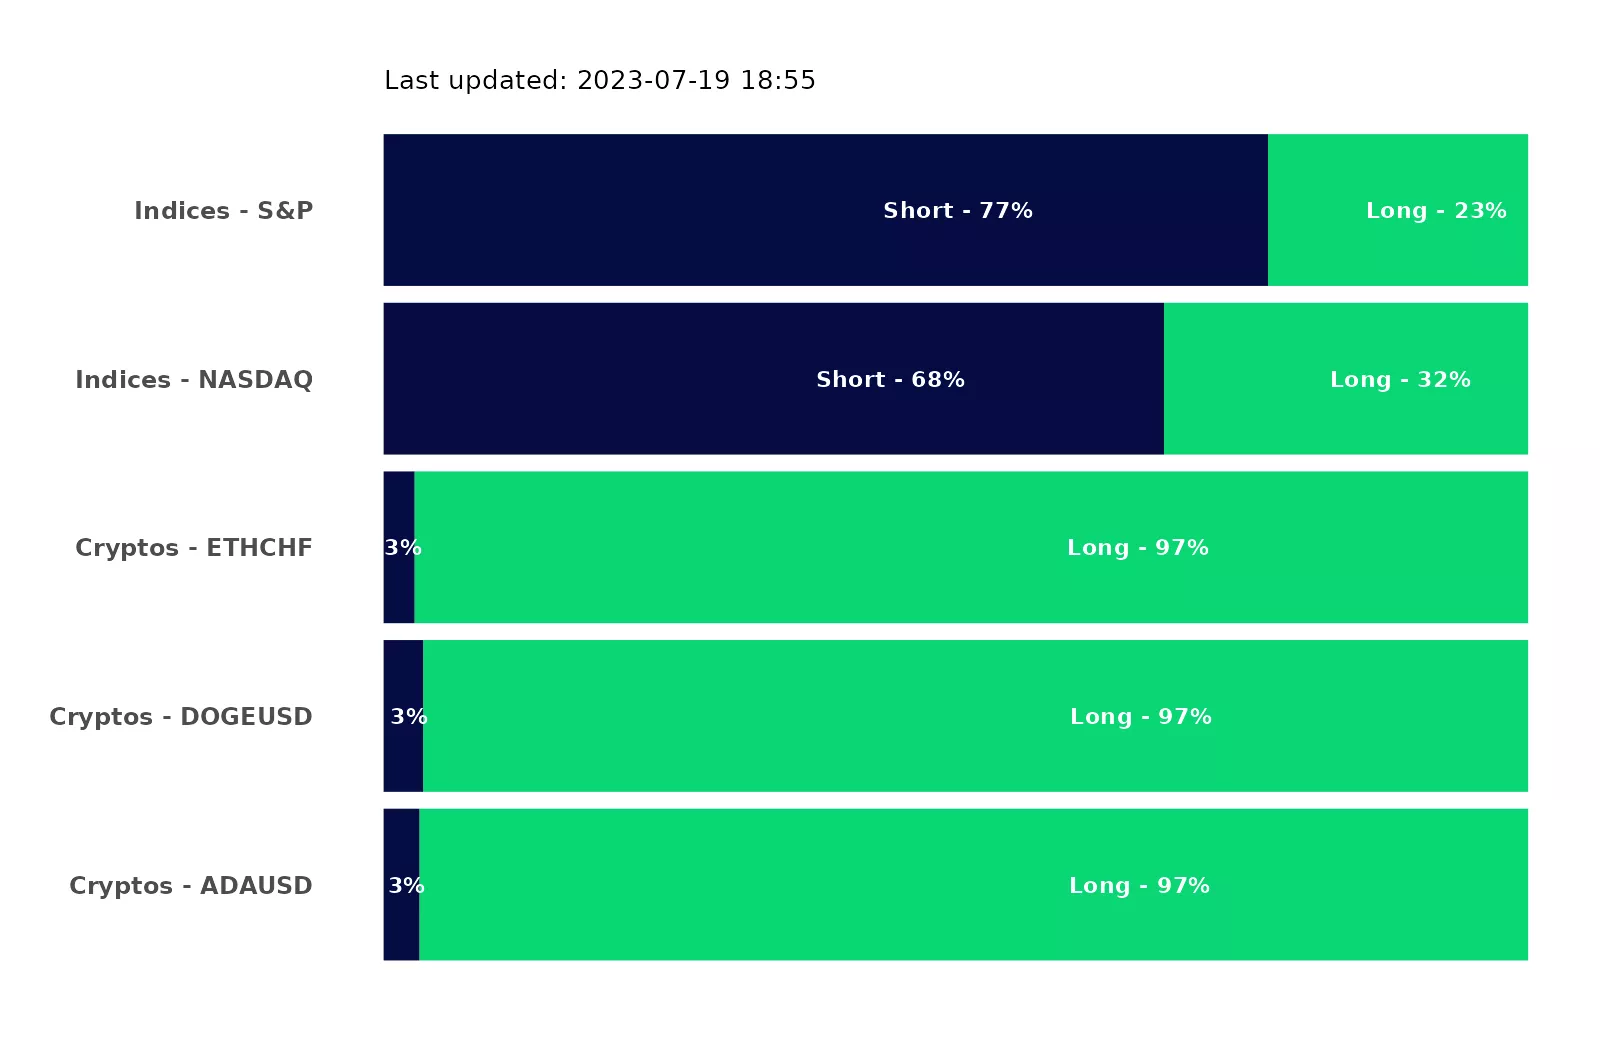 Last updated: 2023-07-19 18:55
Indices - S&P Short - 77% Long - 23%
Indices - NASDAQ Short - 68% Long - 32%
Cryptos - ETHCHF 3% Long - 97%
Cryptos - DOGEUSD 3% Long - 97%
Cryptos - ADAUSD 3% Long - 97%